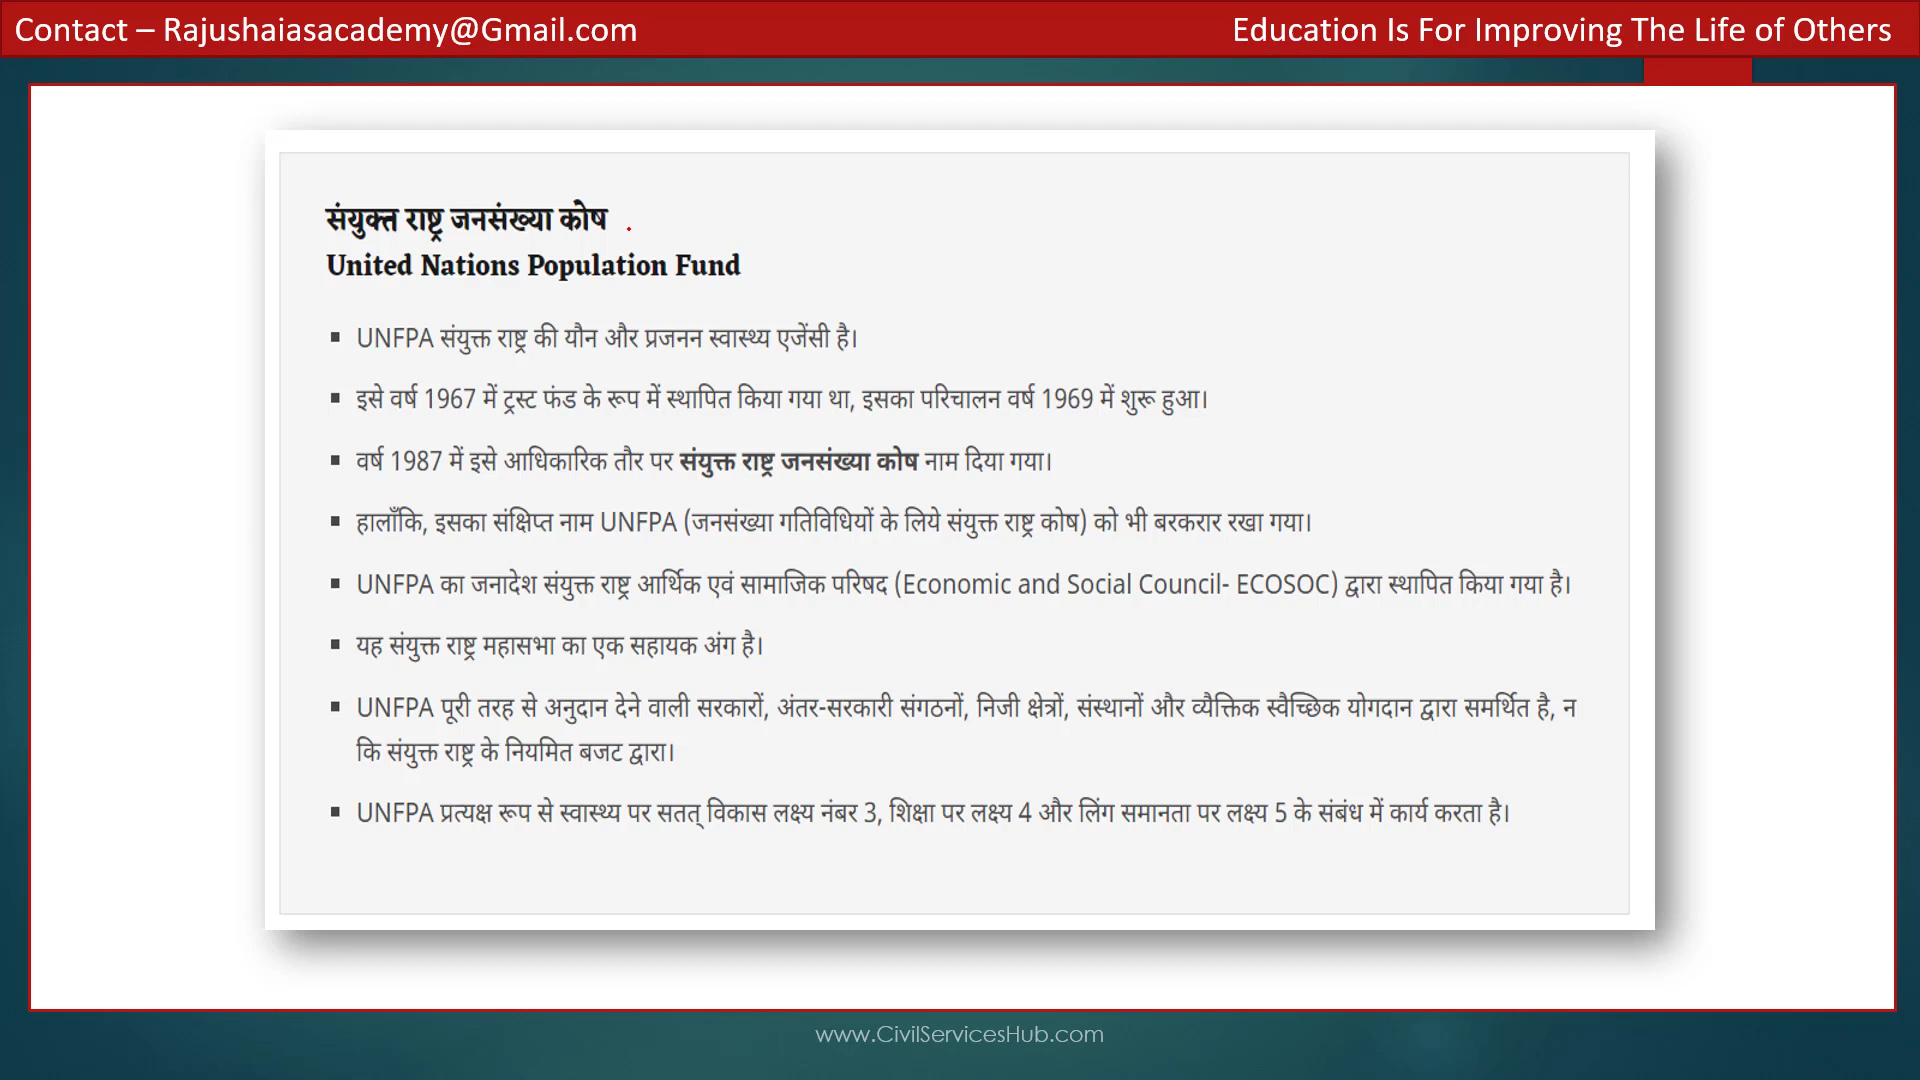 Contact – Rajushaiasacademy@Gmail.com
Education Is For Improving The Life of Others
संयुक्त राष्ट्र जनसंख्या कोष
United Nations Population Fund
▪ UNFPA संयुक्त राष्ट्र की यौन और प्रजनन स्वास्थ्य एजेंसी है।
▪ इसे वर्ष 1967 में ट्रस्ट फंड के रूप में स्थापित किया गया था, इसका परिचालन वर्ष 1969 में शुरू हुआ।
▪ वर्ष 1987 में इसे आधिकारिक तौर पर संयुक्त राष्ट्र जनसंख्या कोष नाम दिया गया।
▪ हालाँकि, इसका संक्षिप्त नाम UNFPA (जनसंख्या गतिविधियों के लिये संयुक्त राष्ट्र कोष) को भी बरकरार रखा गया।
▪ UNFPA का जनादेश संयुक्त राष्ट्र आर्थिक एवं सामाजिक परिषद (Economic and Social Council- ECOSOC) द्वारा स्थापित किया गया है।
▪ यह संयुक्त राष्ट्र महासभा का एक सहायक अंग है।
▪ UNFPA पूरी तरह से अनुदान देने वाली सरकारों, अंतर-सरकारी संगठनों, निजी क्षेत्रों, संस्थानों और व्यैक्तिक स्वैच्छिक योगदान द्वारा समर्थित है, न
कि संयुक्त राष्ट्र के नियमित बजट द्वारा।
▪ UNFPA प्रत्यक्ष रूप से स्वास्थ्य पर सतत् विकास लक्ष्य नंबर 3, शिक्षा पर लक्ष्य 4 और लिंग समानता पर लक्ष्य 5 के संबंध में कार्य करता है।
www.CivilServicesHub.com